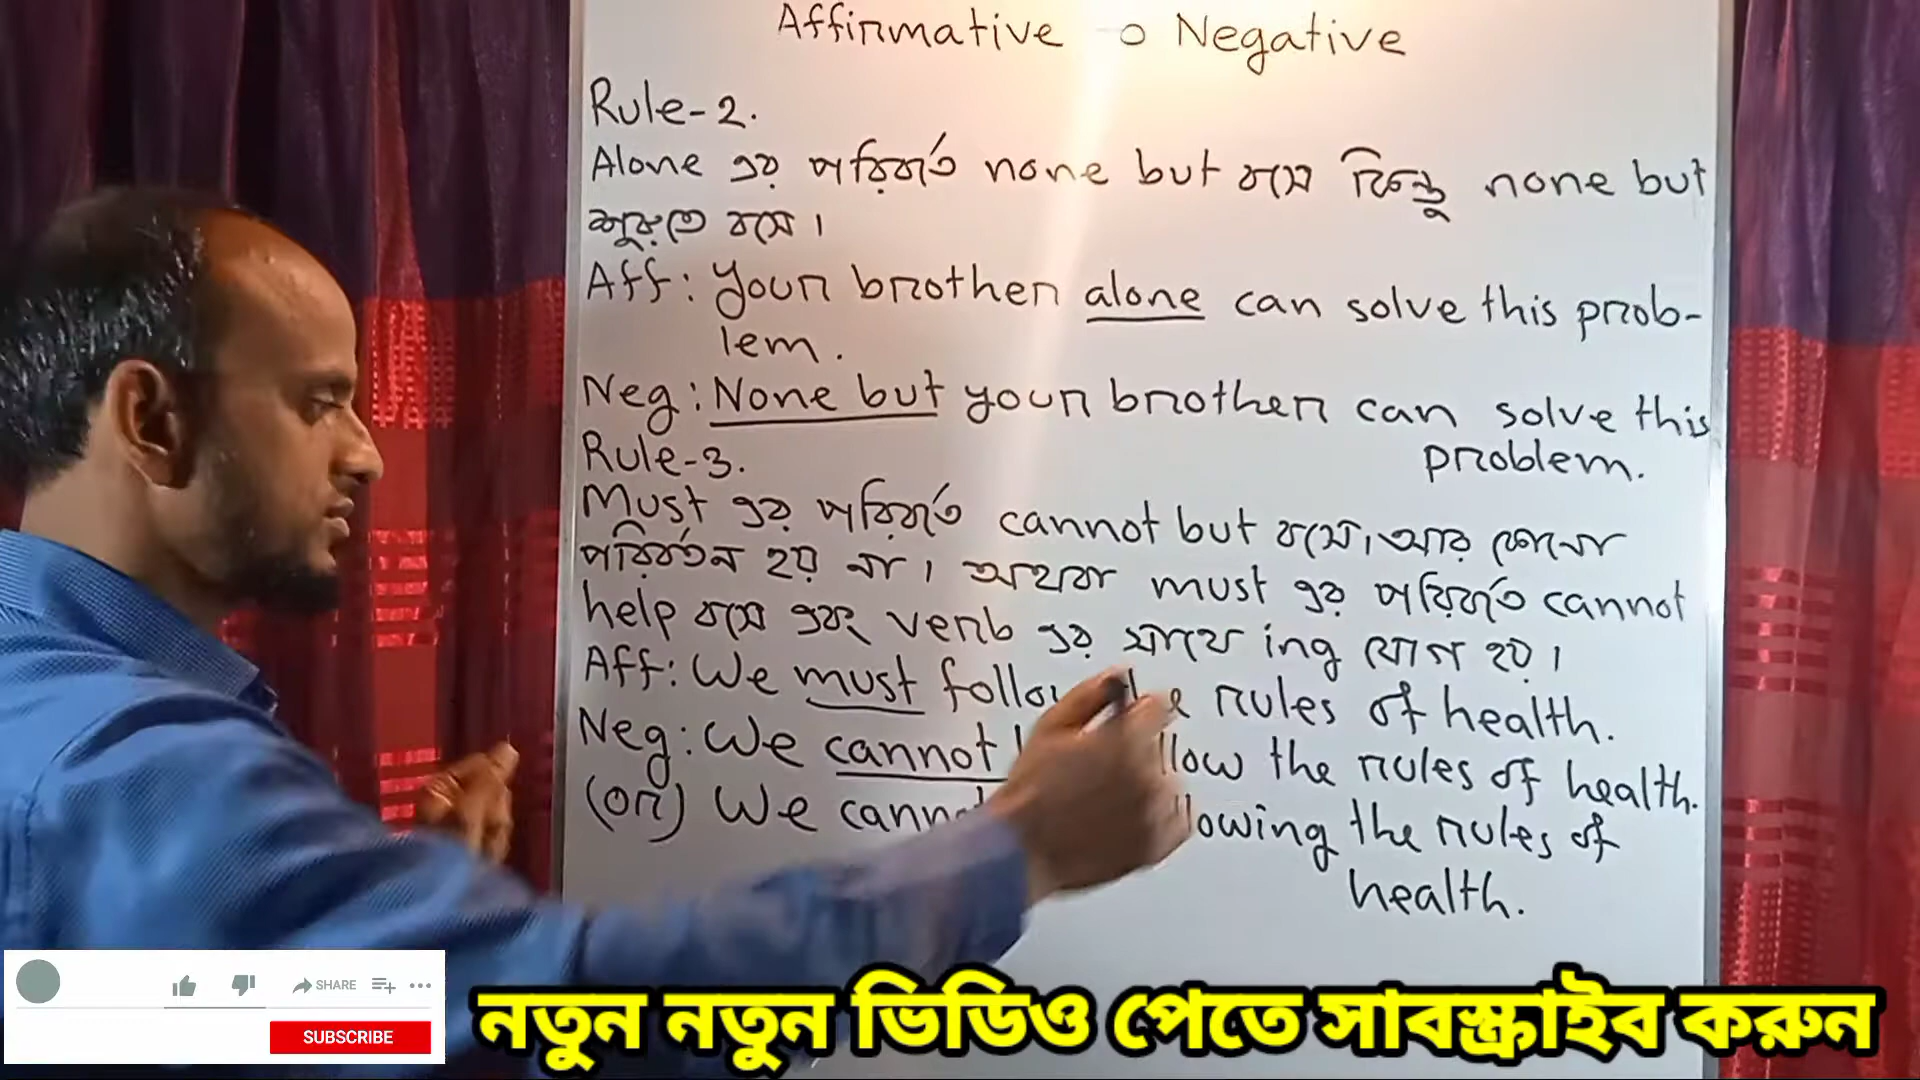 Affirmative - o Negative
Rule-2.
Alone এর পরিবর্তে none but বসে কিন্তু none but
শুরুতে বসে।
Aff: Your brother alone can solve this prob-
lem.
Neg: None but your brother can solve this
problem.
Rule-3.
Must এর পরিবর্তে cannot but বসে, আর কোনো
পরিবর্তন হয় না। অথবা must এর পরিবর্তে cannot
help বসে এবং verb এর সাথে ing যোগ হয়।
Aff: We must follow the rules of health.
Neg: We cannot the rules of health.
(or) We the rules of
health.
SHARE
SUBSCRIBE
নতুন নতুন ভিডিও পেতে সাবস্ক্রাইব করুন